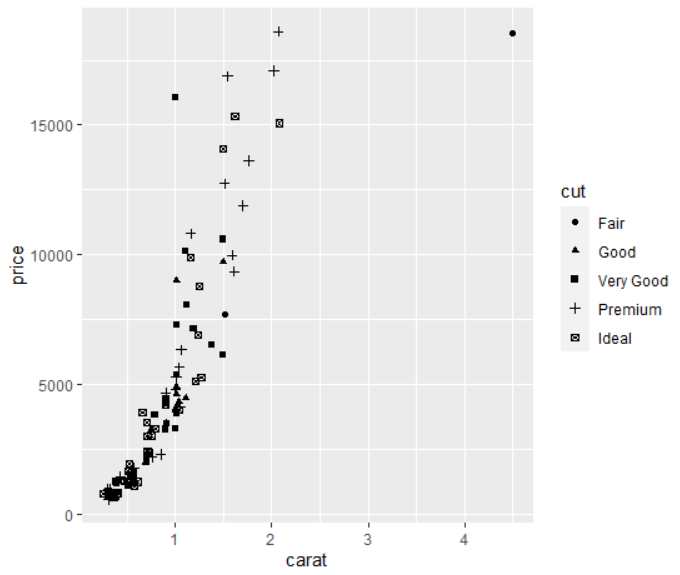 15000
10000
5000
0
price
1 2 3 4
carat
cut
Fair
Good
Very Good
Premium
Ideal